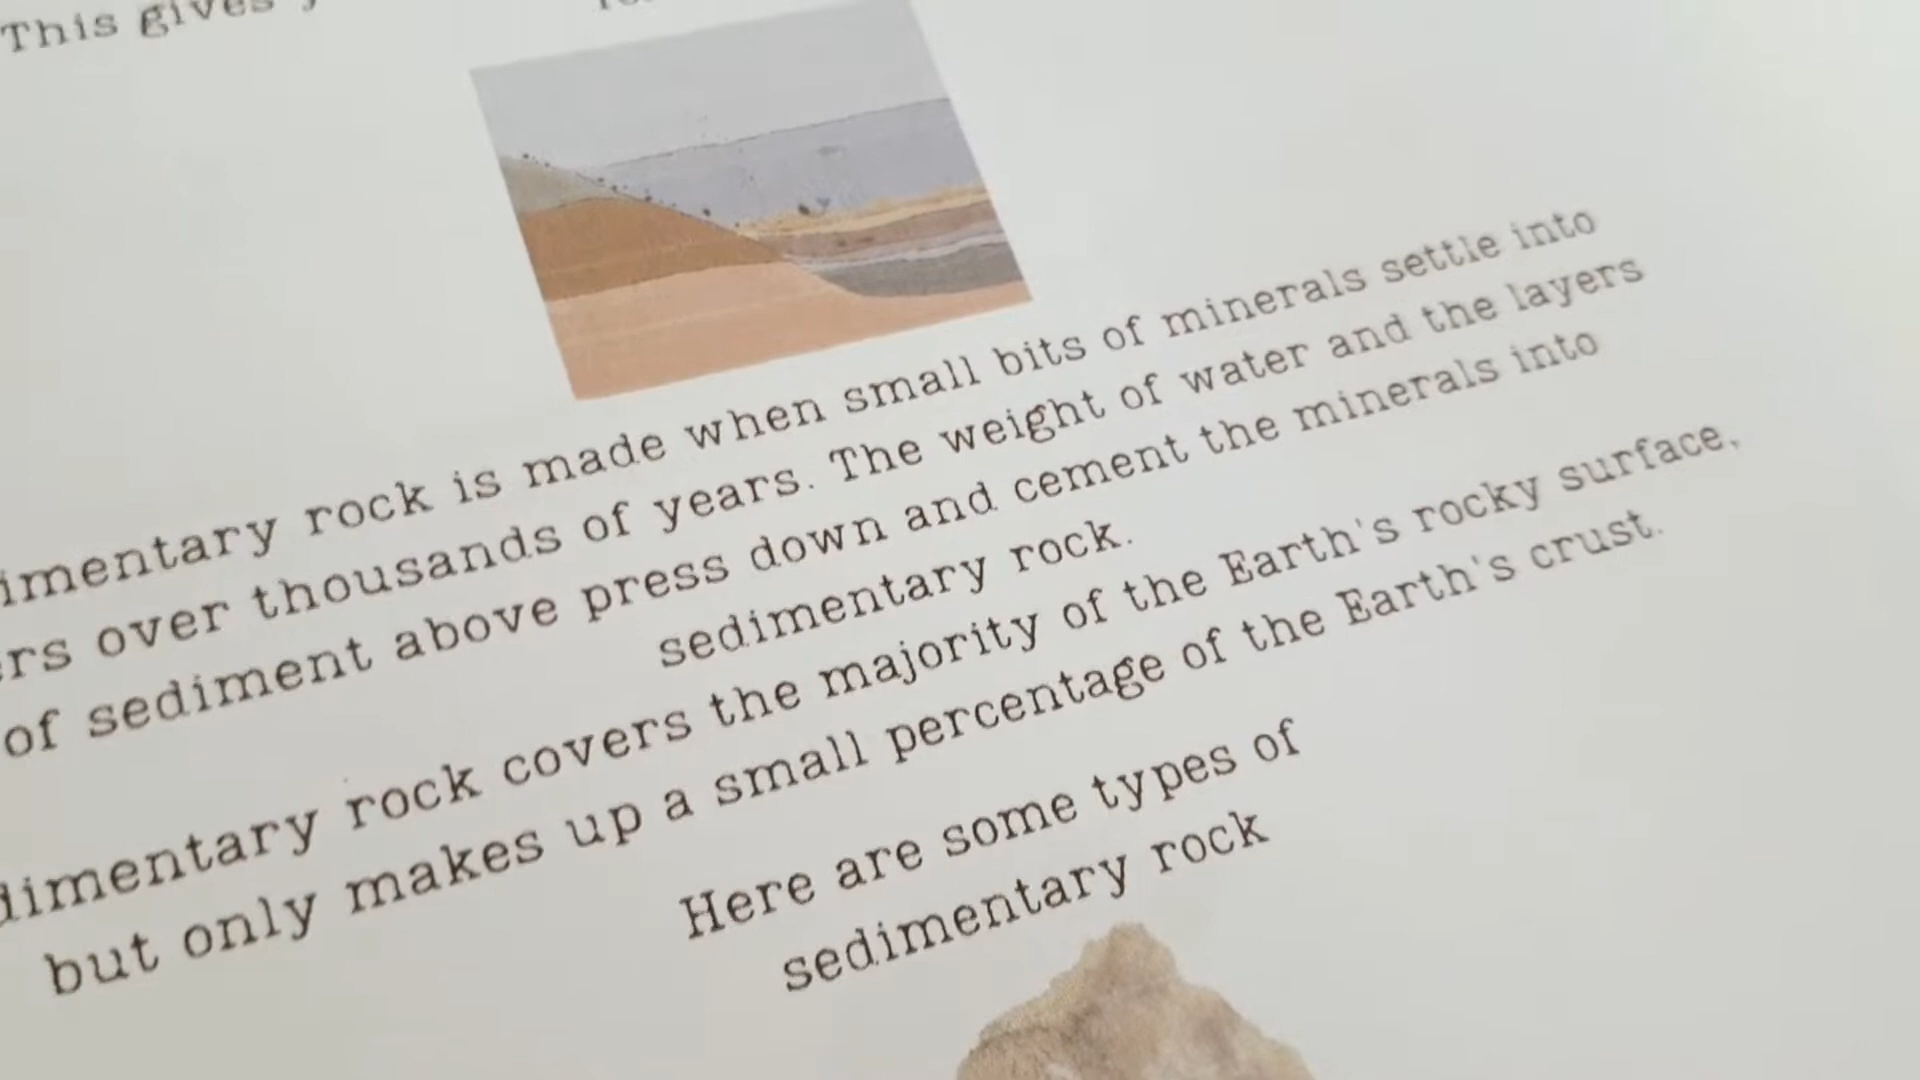 This gives
imentary rock is made when small bits of minerals settle into
rs over thousands of years. The weight of water and the layers
of sediment above press down and cement the minerals into
sedimentary rock.
dimentary rock covers the majority of the Earth's rocky surface,
but only makes up a small percentage of the Earth's crust.
Here are some types of
sedimentary rock